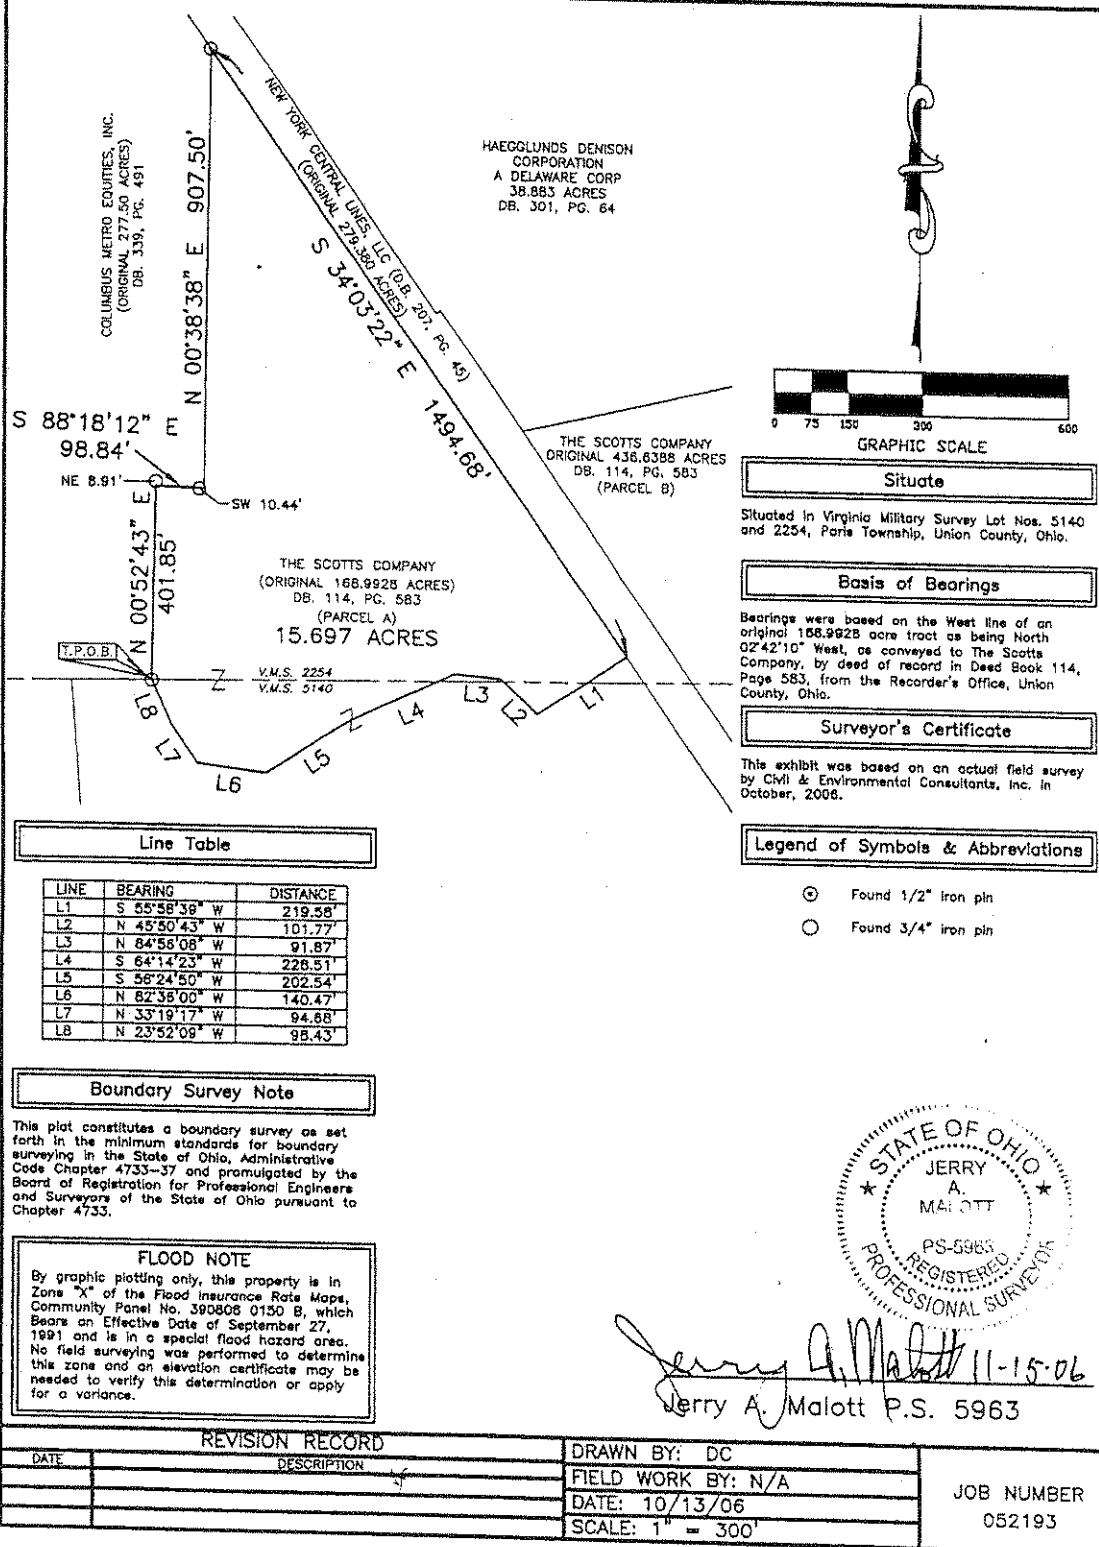 COLUMBUS METRO EQUITIES, INC.
(ORIGINAL 277.50 ACRES)
DB. 339, PG. 491
N 00°38'38" E 907.50'
NEW YORK CENTRAL LINES, LLC (D.B. 207, PG. 45)
(ORIGINAL 279.380 ACRES)
S 34°03'22" E 1494.68'
HAEGGLUNDS DENISON
CORPORATION
A DELAWARE CORP
38.883 ACRES
DB. 301, PG. 64
S 88°18'12" E
98.84'
NE 8.91'
SW 10.44'
N 00°52'43" E
401.85'
THE SCOTTS COMPANY
ORIGINAL 436.6388 ACRES
DB. 114, PG. 583
(PARCEL B)
THE SCOTTS COMPANY
(ORIGINAL 168.9928 ACRES)
DB. 114, PG. 583
(PARCEL A)
15.697 ACRES
T.P.O.B.
V.M.S. 2254
V.M.S. 5140
L8
L7
L6
L5
L4
L3
L2
L1
0 75 150 300 600
GRAPHIC SCALE
Situate
Situated in Virginia Military Survey Lot Nos. 5140
and 2254, Paris Township, Union County, Ohio.
Basis of Bearings
Bearings were based on the West line of an
original 168.9928 acre tract as being North
02°42'10" West, as conveyed to The Scotts
Company, by deed of record in Deed Book 114,
Page 583, from the Recorder's Office, Union
County, Ohio.
Surveyor's Certificate
This exhibit was based on an actual field survey
by Civil & Environmental Consultants, Inc. in
October, 2006.
Legend of Symbols & Abbreviations
Found 1/2" iron pin
Found 3/4" iron pin
Line Table
LINE BEARING DISTANCE
L1 S 55°58'39" W 219.58'
L2 N 45°50'43" W 101.77'
L3 N 84°56'08" W 91.87'
L4 S 64°14'23" W 228.51'
L5 S 56°24'50" W 202.54'
L6 N 82°36'00" W 140.47'
L7 N 33°19'17" W 94.68'
L8 N 23°52'09" W 98.43'
Boundary Survey Note
This plat constitutes a boundary survey as set
forth in the minimum standards for boundary
surveying in the State of Ohio, Administrative
Code Chapter 4733-37 and promulgated by the
Board of Registration for Professional Engineers
and Surveyors of the State of Ohio pursuant to
Chapter 4733.
FLOOD NOTE
By graphic plotting only, this property is in
Zone "X" of the Flood Insurance Rate Maps,
Community Panel No. 390808 0150 B, which
Bears an Effective Date of September 27,
1991 and is in a special flood hazard area.
No field surveying was performed to determine
this zone and an elevation certificate may be
needed to verify this determination or apply
for a variance.
STATE OF OHIO
JERRY
A.
MALOTT
PS-5963
REGISTERED
PROFESSIONAL SURVEYOR
Jerry A. Malott 11-15-06
Jerry A. Malott P.S. 5963
REVISION RECORD
DATE DESCRIPTION
DRAWN BY: DC
FIELD WORK BY: N/A
DATE: 10/13/06
SCALE: 1" = 300'
JOB NUMBER
052193